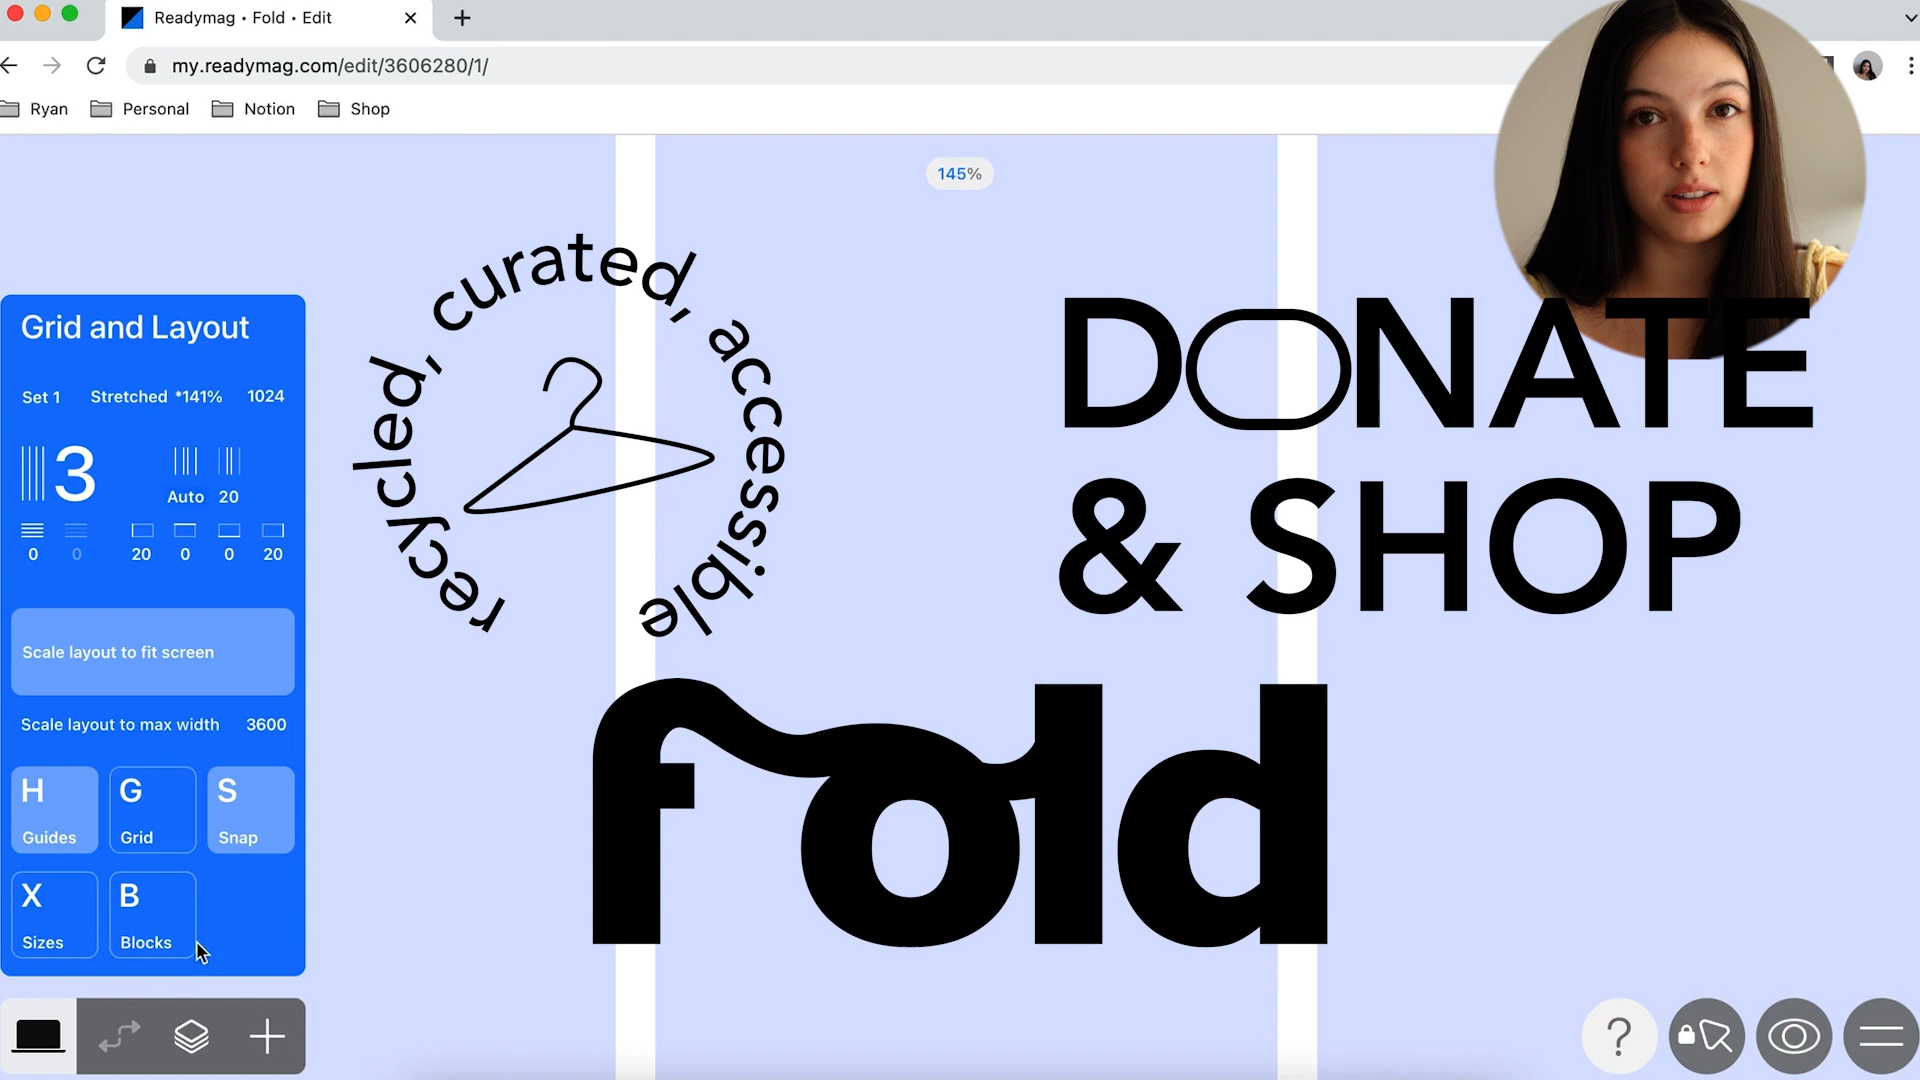 Readymag • Fold • Edit
my.readymag.com/edit/3606280/1/
Ryan
Personal
Notion
Shop
145%
Grid and Layout
Set 1 Stretched *141% 1024
3
Auto 20
0 0 20 0 0 20
Scale layout to fit screen
Scale layout to max width 3600
H G S
Guides Grid Snap
X B
Sizes Blocks
recycled, curated, accessible
DONATE
& SHOP
fold
?